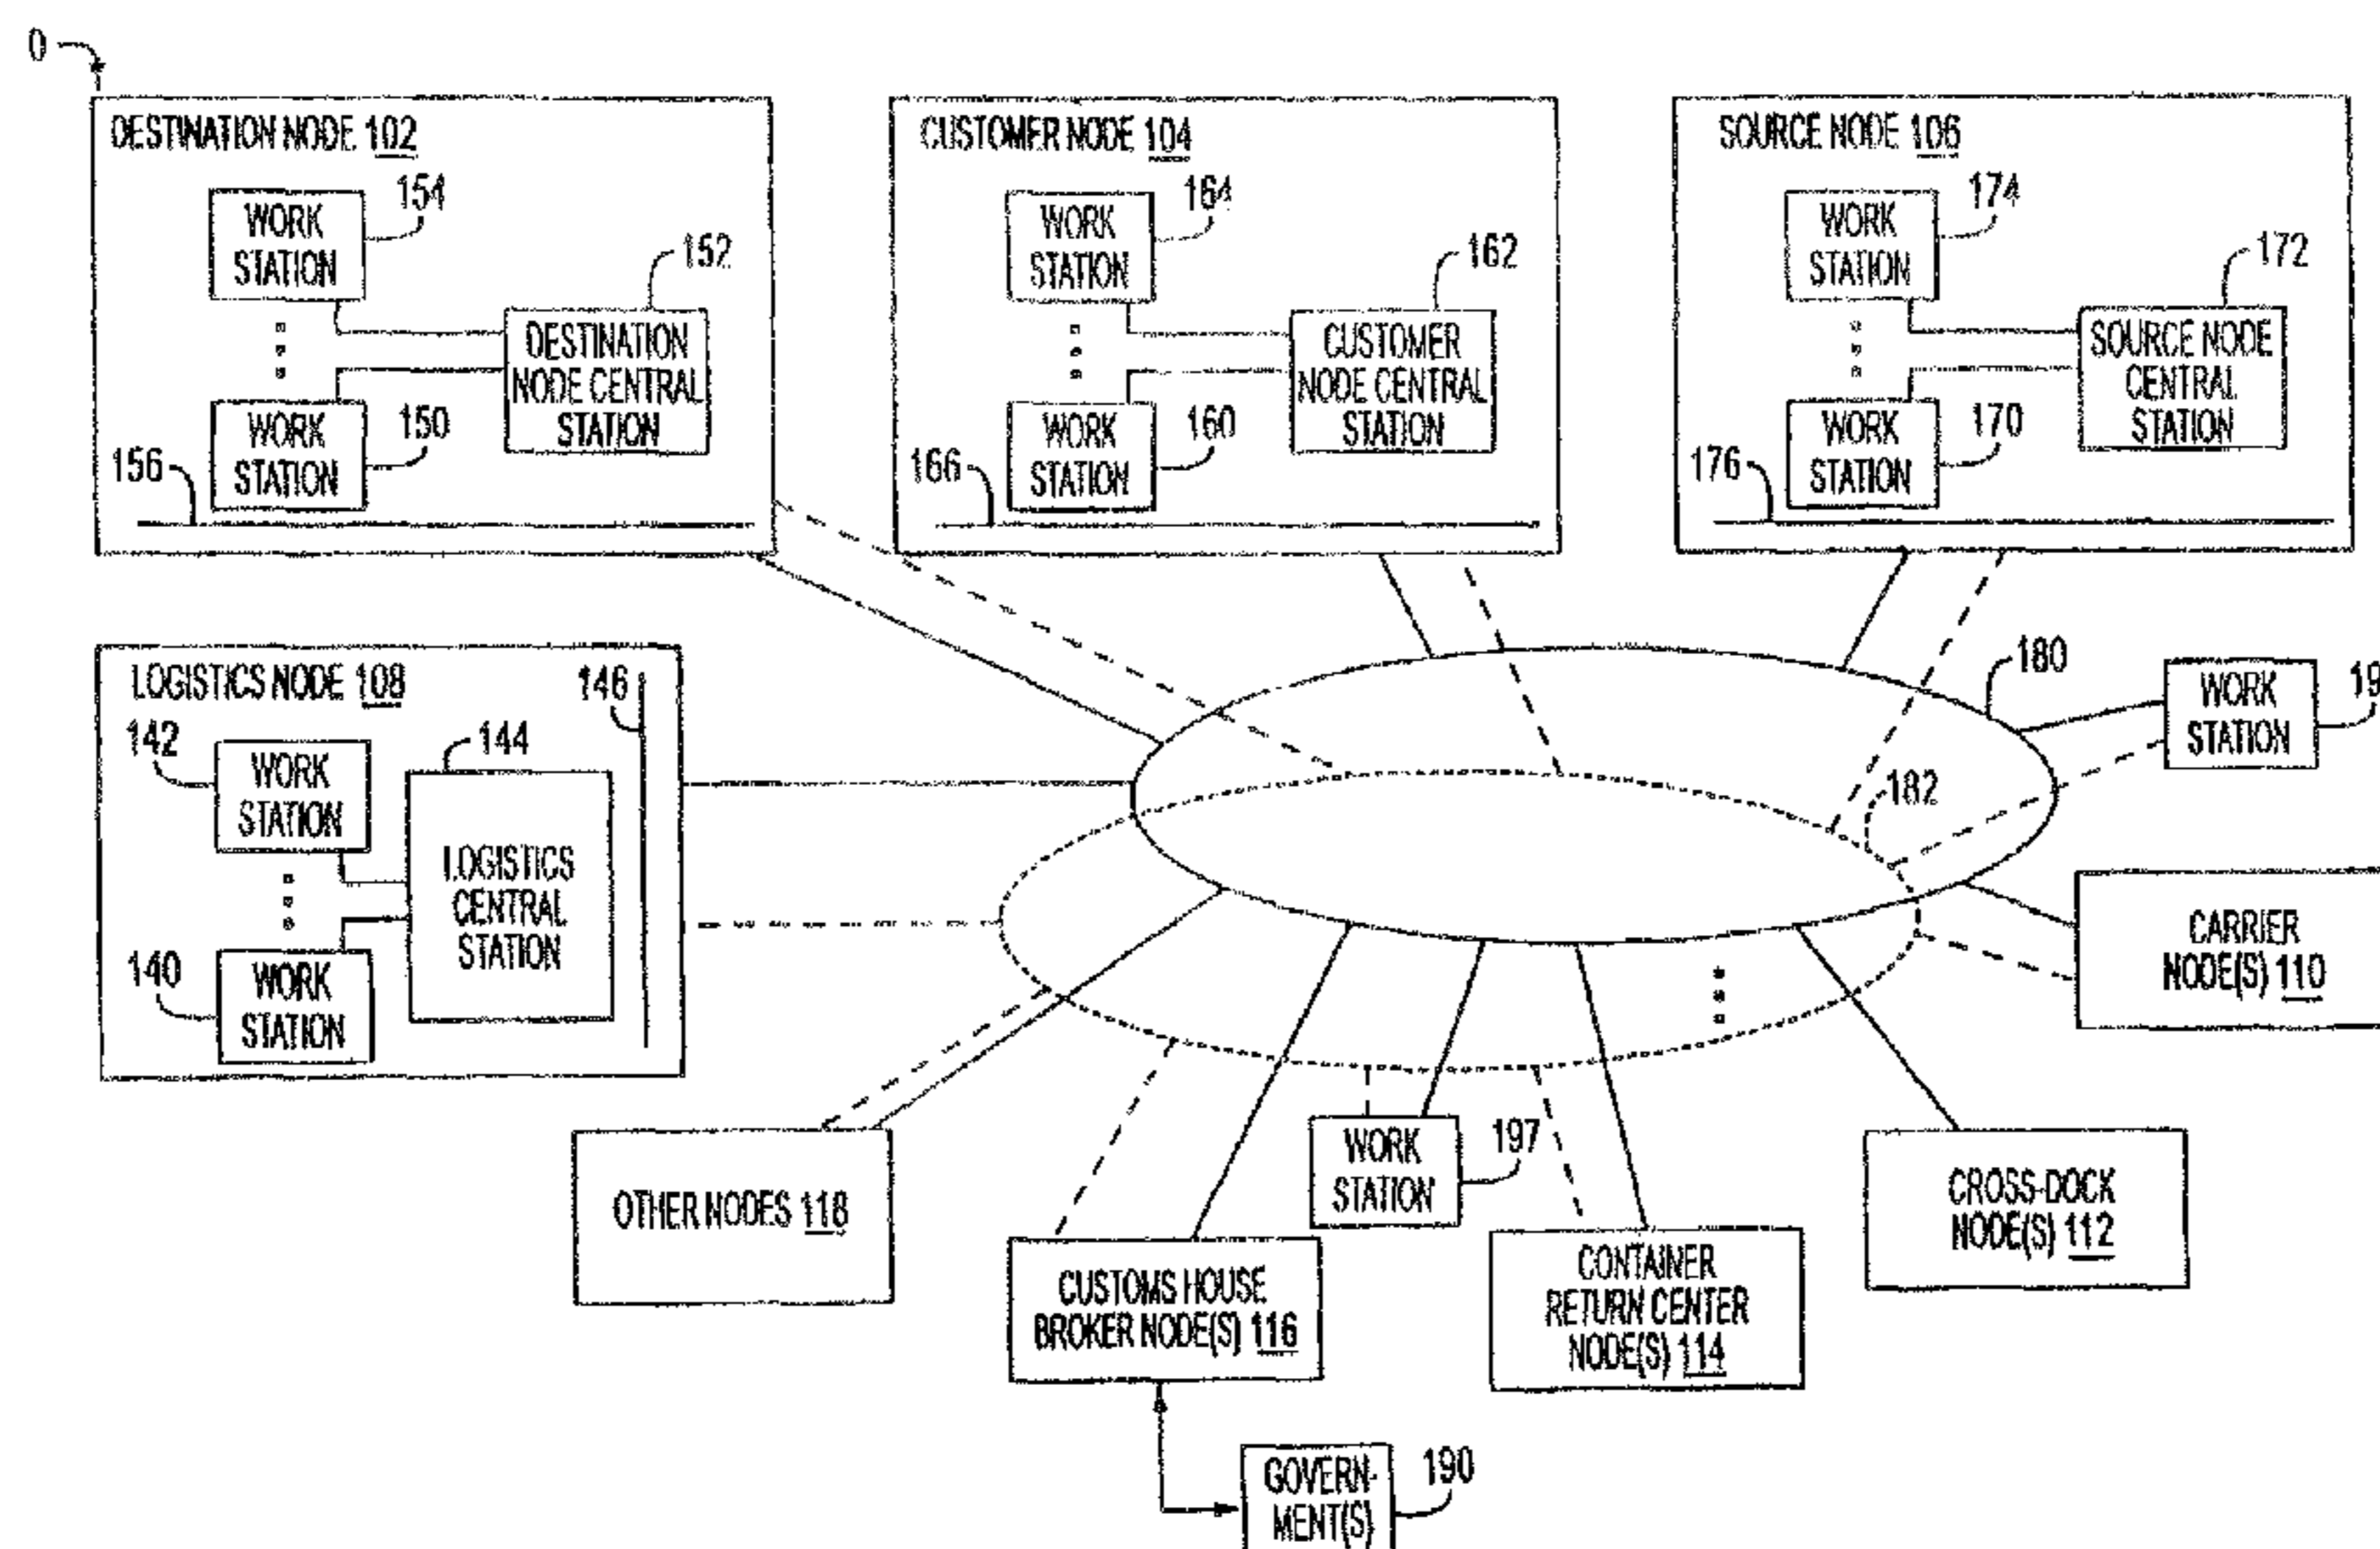 0
DESTINATION NODE 102
154
WORK
STATION
152
DESTINATION
NODE CENTRAL
STATION
150
WORK
STATION
156
CUSTOMER NODE 104
164
WORK
STATION
162
CUSTOMER
NODE CENTRAL
STATION
160
WORK
STATION
166
SOURCE NODE 106
174
WORK
STATION
172
SOURCE NODE
CENTRAL
STATION
170
WORK
STATION
176
LOGISTICS NODE 108
146
142
WORK
STATION
144
LOGISTICS
CENTRAL
STATION
140
WORK
STATION
180
182
WORK
STATION
19
CARRIER
NODE(S) 110
OTHER NODES 118
CUSTOMS HOUSE
BROKER NODE(S) 116
WORK
STATION
197
CONTAINER
RETURN CENTER
NODE(S) 114
CROSS-DOCK
NODE(S) 112
GOVERN-
MENT(S)
190